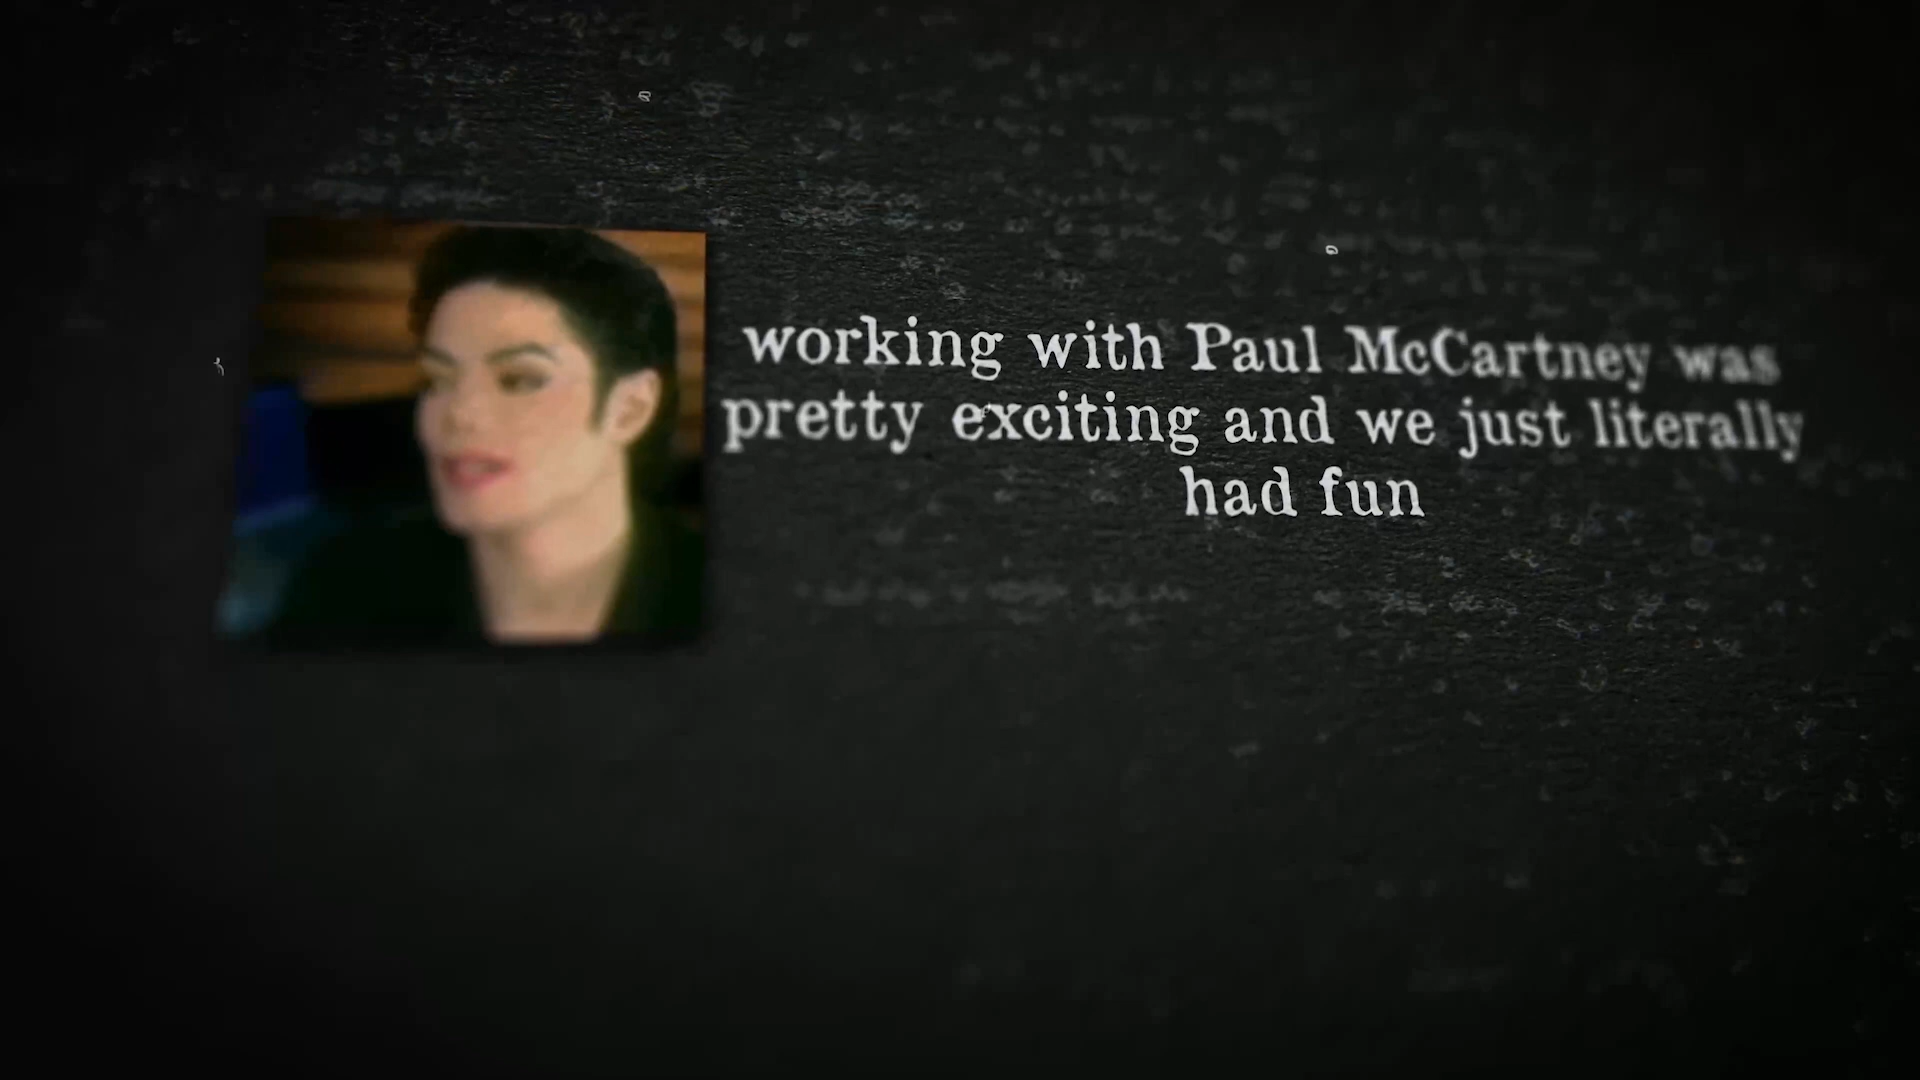 working with Paul McCartney was
pretty exciting and we just literally
had fun